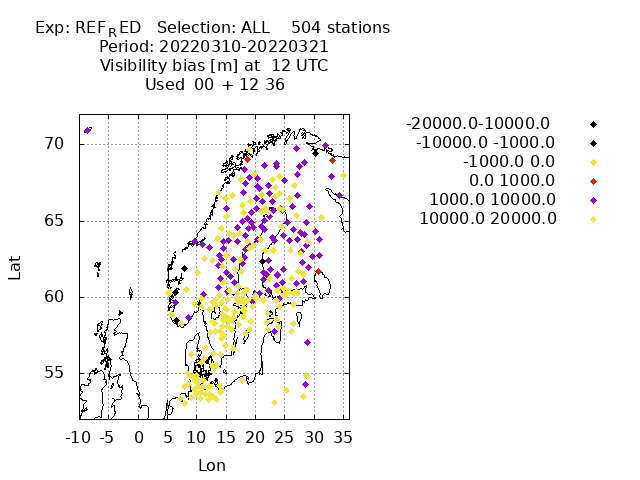 Exp: REFRED   Selection: ALL    504 stations
Period: 20220310-20220321
Visibility bias [m] at  12 UTC
Used  00 + 12 36
-20000.0-10000.0
-10000.0 -1000.0
-1000.0 0.0
0.0 1000.0
1000.0 10000.0
10000.0 20000.0
70
65
60
55
Lat
-10 -5 0 5 10 15 20 25 30 35
Lon